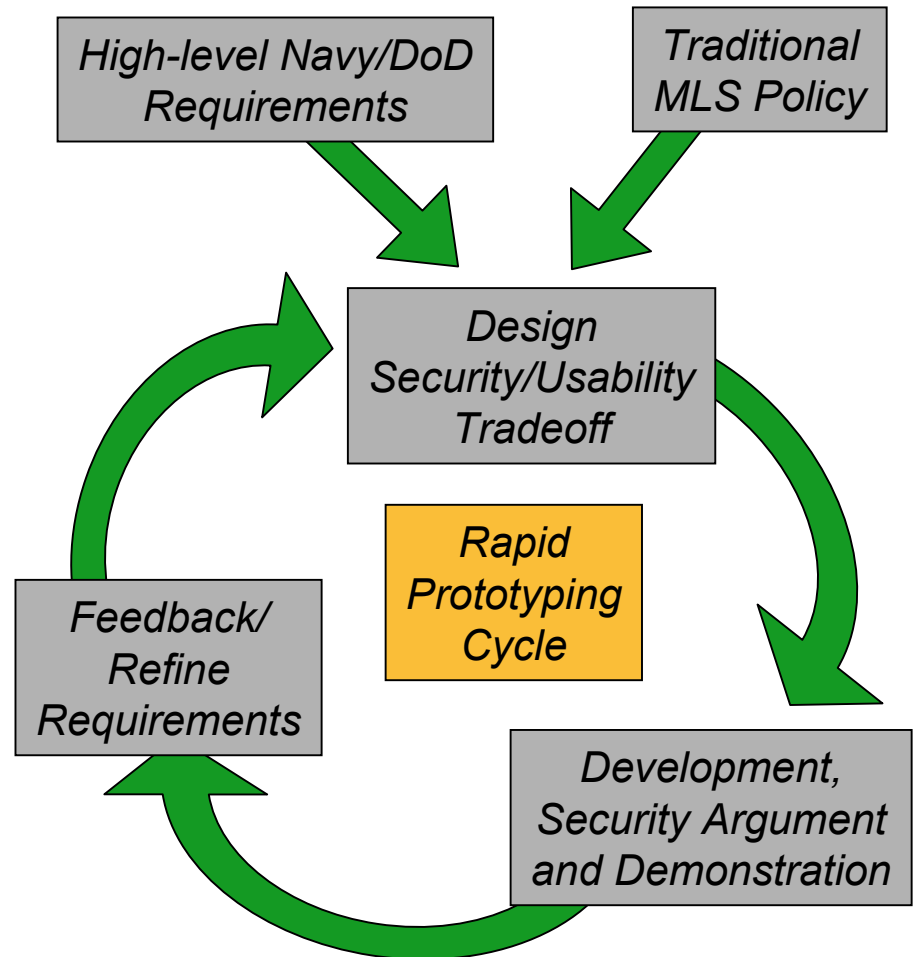 High-level Navy/DoD
Requirements
Traditional
MLS Policy
Design
Security/Usability
Tradeoff
Rapid
Prototyping
Cycle
Feedback/
Refine
Requirements
Development,
Security Argument
and Demonstration